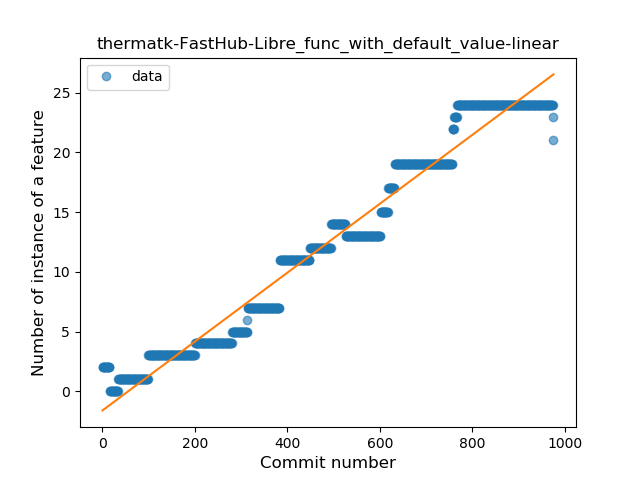 thermatk-FastHub-Libre_func_with_default_value-linear
data
Number of instance of a feature
25
20
15
10
5
0
0 200 400 600 800 1000
Commit number